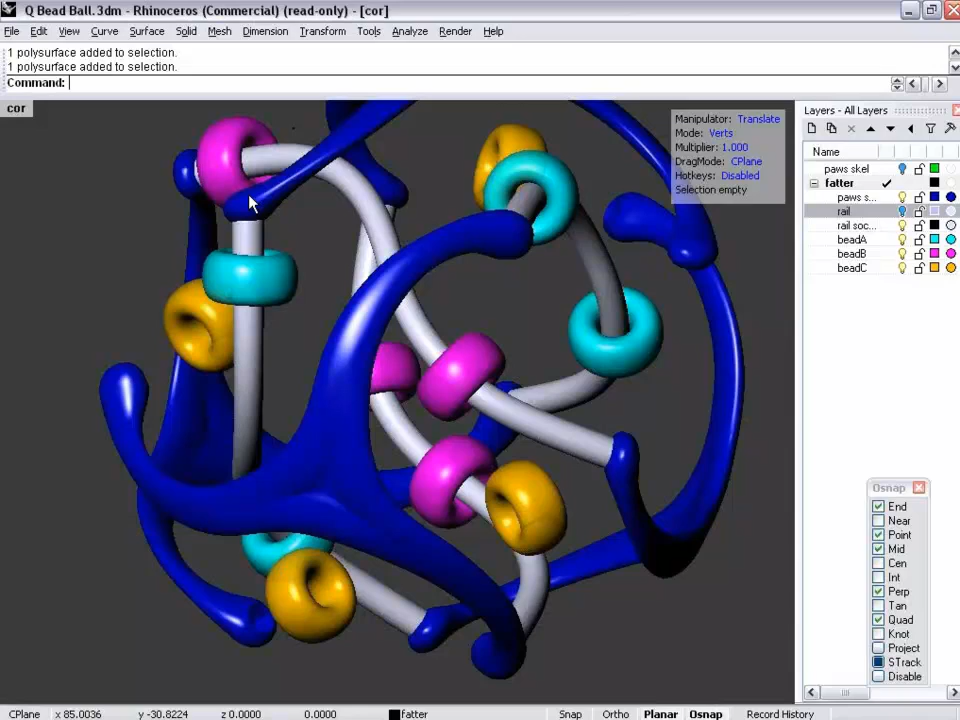 Q Bead Ball.3dm - Rhinoceros (Commercial) (read-only) - [cor]
File Edit View Curve Surface Solid Mesh Dimension Transform Tools Analyze Render Help
1 polysurface added to selection.
1 polysurface added to selection.
Command:
cor
Manipulator: Translate
Mode: Verts
Multiplier: 1.000
DragMode: CPlane
Hotkeys: Disabled
Selection empty
Layers - All Layers
Name
paws skel
fatter
paws s...
rail
rail soc...
beadA
beadB
beadC
Osnap
End
Near
Point
Mid
Cen
Int
Perp
Tan
Quad
Knot
Project
STrack
Disable
CPlane x 85.0036 y -30.8224 z 0.0000 0.0000 fatter Snap Ortho Planar Osnap Record History